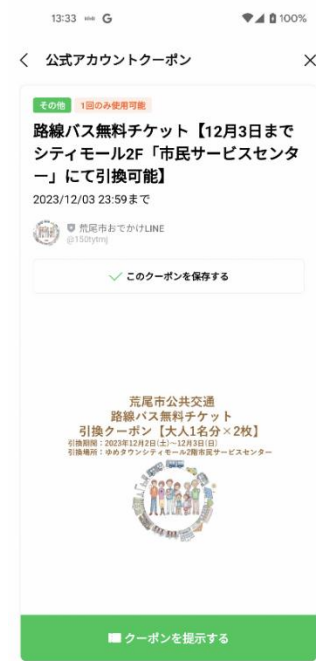 13:33
G
100%
公式アカウントクーポン
その他
1回のみ使用可能
路線バス無料チケット【12月3日まで
シティモール2F「市民サービスセンタ
ー」にて引換可能】
2023/12/03 23:59まで
荒尾市おでかけLINE
@150tytmj
このクーポンを保存する
荒尾市公共交通
路線バス無料チケット
引換クーポン【大人1名分×2枚】
引換期間：2023年12月2日(土)~12月3日(日)
引換場所：ゆめタウンシティモール2階市民サービスセンター
クーポンを提示する